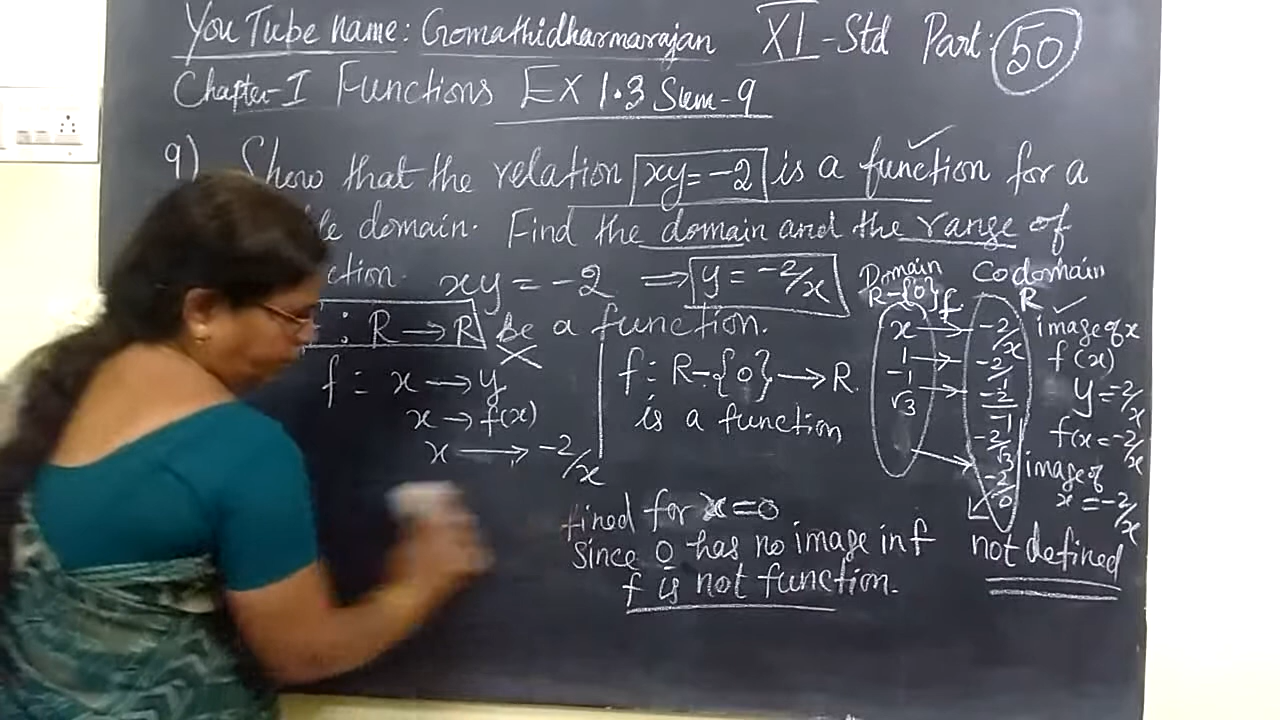 YouTube name: Gomathidharmarajan XI-Std Part: 50
Chapter-I Functions Ex 1.3 Sum-9
9) Show that the relation xy=-2 is a function for a
le domain. Find the domain and the range of
ction. xy = -2 ⇒ y = -2/x
: R → R be a function.
f : x → y
x → f(x)
x → -2/x
f : R-{0} → R
is a function
Domain
R-{0}
f
x
1
-1
√3
Codomain
R
-2/x
-2/1
-2/-1
-2/√3
-2/0
image of x
f(x)
y = -2/x
f(x = -2/x
image of
x = -2/x
not defined
fined for x=0
since 0 has no image in f
f is not function.